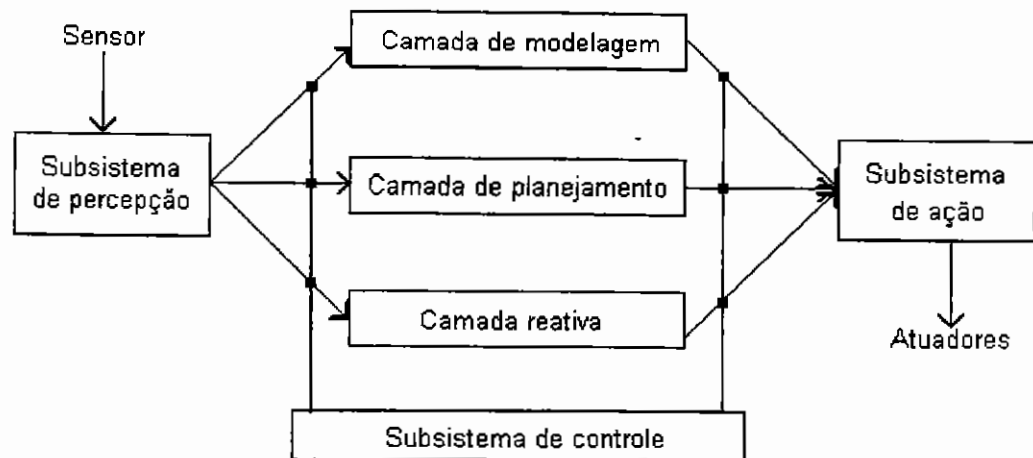 Sensor
Subsistema
de percepção
Camada de modelagem
Camada de planejamento
Camada reativa
Subsistema de controle
Subsistema
de ação
Atuadores